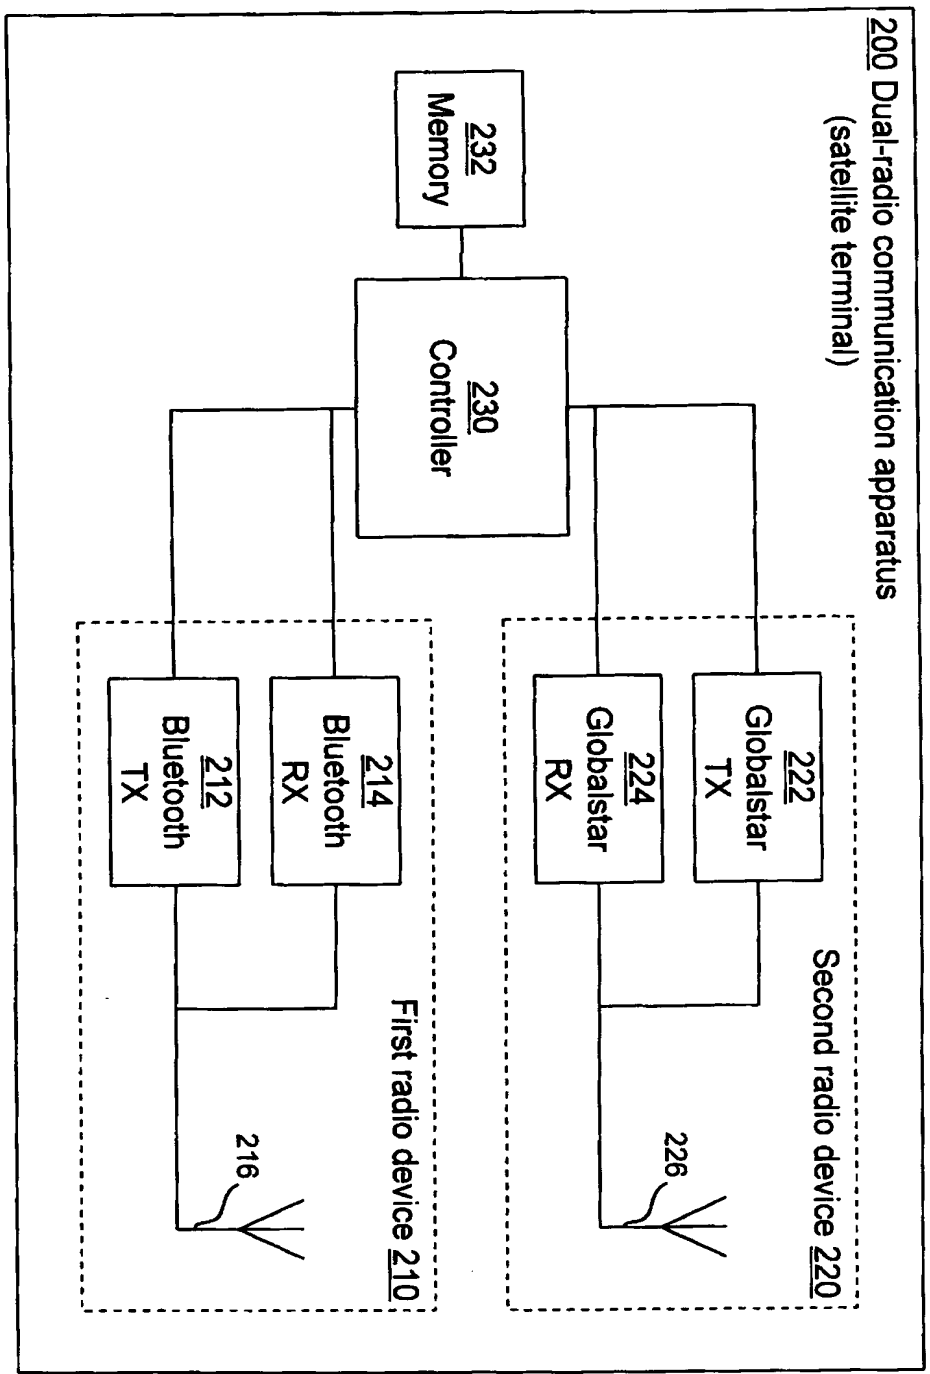 200 Dual-radio communication apparatus
(satellite terminal)
232
Memory
230
Controller
222
Globalstar
TX
224
Globalstar
RX
Second radio device 220
226
214
Bluetooth
RX
212
Bluetooth
TX
First radio device 210
216